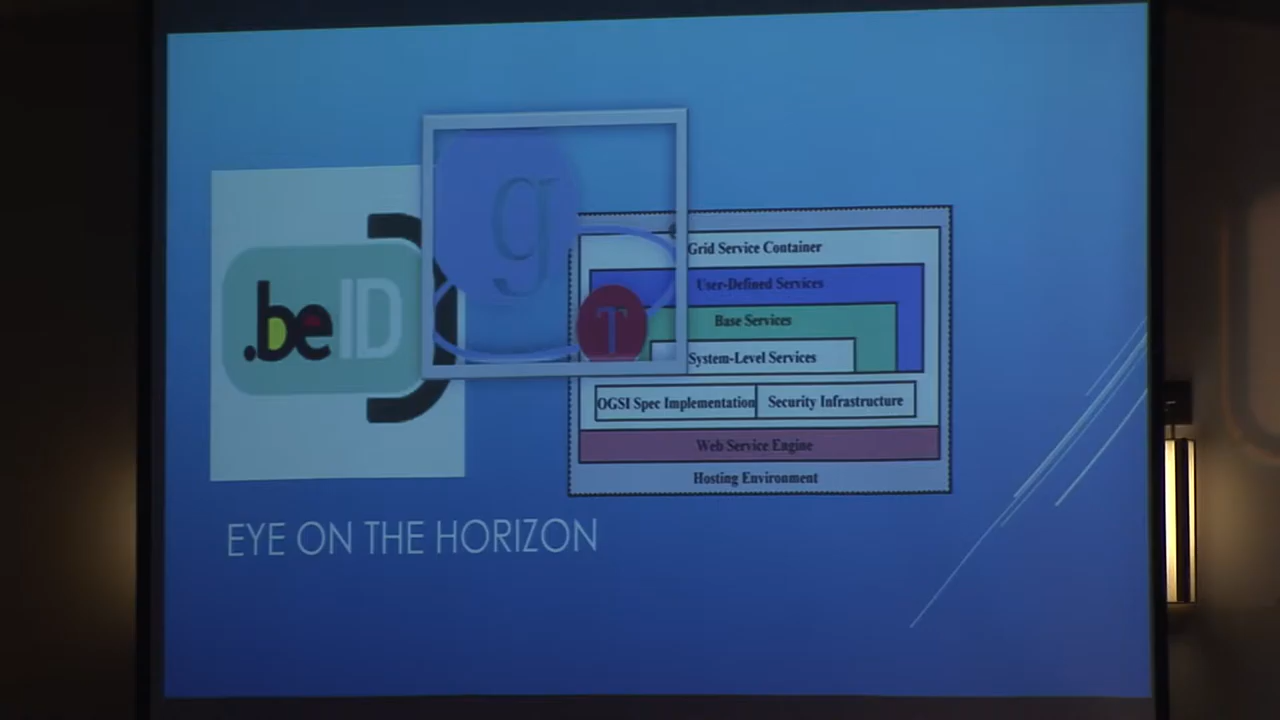 .beID
g
T
Grid Service Container
User-Defined Services
Base Services
System-Level Services
OGSI Spec Implementation
Security Infrastructure
Web Service Engine
Hosting Environment
EYE ON THE HORIZON